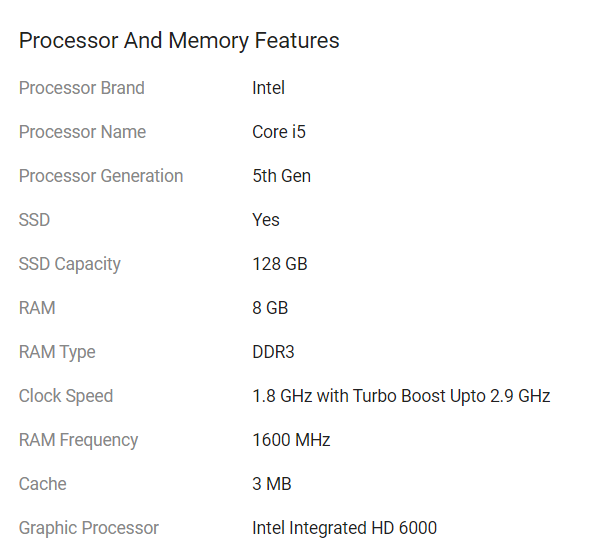 Processor And Memory Features
Processor Brand Intel
Processor Name Core i5
Processor Generation 5th Gen
SSD Yes
SSD Capacity 128 GB
RAM 8 GB
RAM Type DDR3
Clock Speed 1.8 GHz with Turbo Boost Upto 2.9 GHz
RAM Frequency 1600 MHz
Cache 3 MB
Graphic Processor Intel Integrated HD 6000